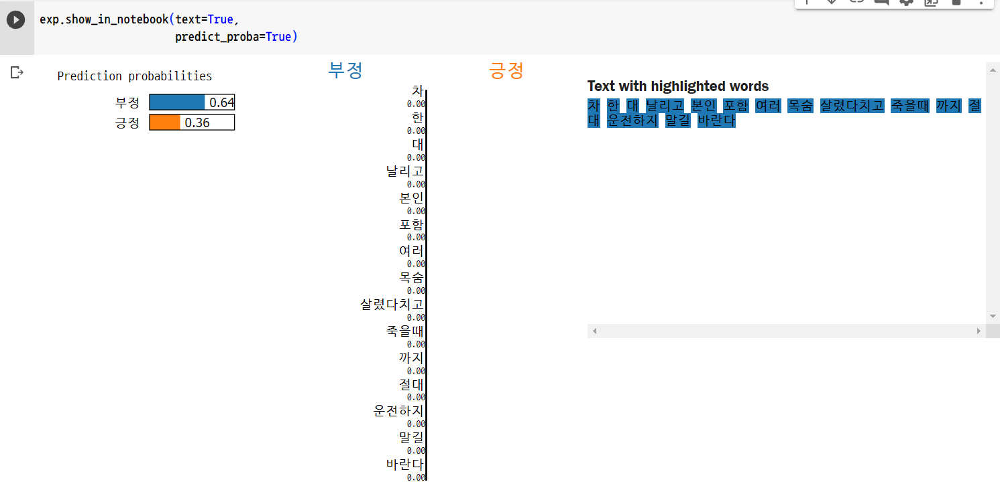 exp.show_in_notebook(text=True,
predict_proba=True)
Prediction probabilities
부정 0.64
긍정 0.36
부정 긍정
차
0.00
한
0.00
대
0.00
날리고
0.00
본인
0.00
포함
0.00
여러
0.00
목숨
0.00
살렸다치고
0.00
죽을때
0.00
까지
0.00
절대
0.00
운전하지
0.00
말길
0.00
바란다
0.00
Text with highlighted words
차 한 대 날리고 본인 포함 여러 목숨 살렸다치고 죽을때 까지 절
대 운전하지 말길 바란다